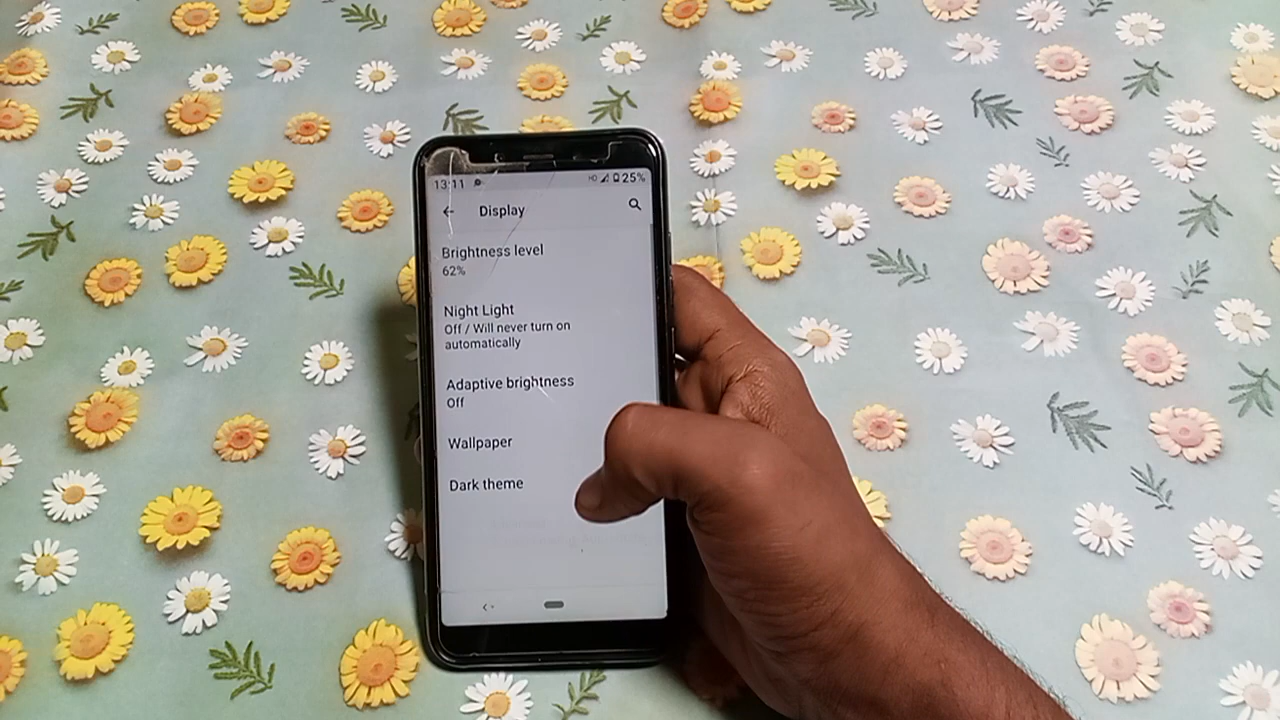 13:11 HD 25%
Display
Brightness level
62%
Night Light
Off / Will never turn on
automatically
Adaptive brightness
Off
Wallpaper
Dark theme